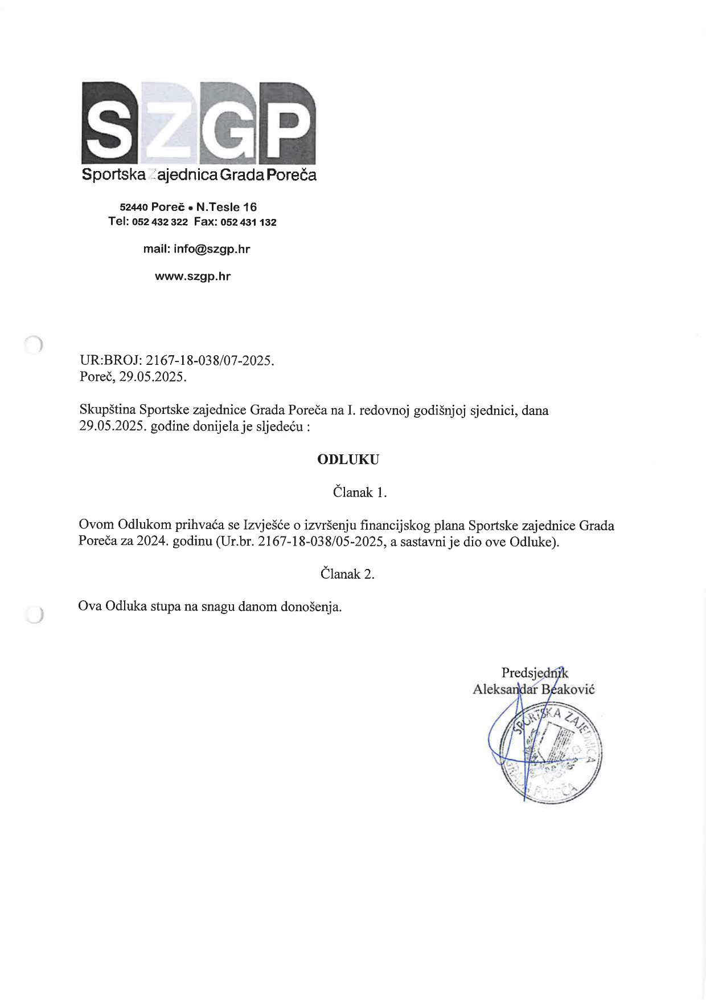 SZGP
Sportska Zajednica Grada Poreča
52440 Poreč • N.Tesle 16
Tel: 052 432 322 Fax: 052 431 132
mail: info@szgp.hr
www.szgp.hr
UR:BROJ: 2167-18-038/07-2025.
Poreč, 29.05.2025.
Skupština Sportske zajednice Grada Poreča na I. redovnoj godišnjoj sjednici, dana
29.05.2025. godine donijela je sljedeću :
ODLUKU
Članak 1.
Ovom Odlukom prihvaća se Izvješće o izvršenju financijskog plana Sportske zajednice Grada
Poreča za 2024. godinu (Ur.br. 2167-18-038/05-2025, a sastavni je dio ove Odluke).
Članak 2.
Ova Odluka stupa na snagu danom donošenja.
Predsjednik
Aleksandar Beaković
SPORTSKA ZAJEDNICA
GRADA POREČA